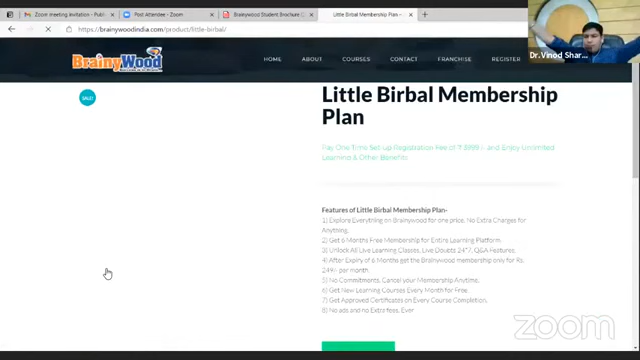 Zoom meeting invitation - Publ
Post Attendee - Zoom
Brainywood Student Brochure
Little Birbal Membership Plan –
https://brainywoodindia.com/product/little-birbal/
BrainyWood
HOME ABOUT COURSES CONTACT FRANCHISE REGISTER
Dr.Vinod Shar...
SALE!
Little Birbal Membership
Plan
Pay One Time Set-up Registration Fee of ₹ 3999/- and Enjoy Unlimited
Learning & Other Benefits
Features of Little Birbal Membership Plan-
1) Explore Everything on Brainywood for one price. No Extra Charges for
Anything.
2) Get 6 Months Free Membership for Entire Learning Platform.
3) Unlock All Live Learning Classes, Live Doubts 24*7, Q&A Features.
4) After Expiry of 6 Months get the Brainywood membership only for Rs.
249/- per month.
5) No Commitments, Cancel your Membership Anytime.
6) Get New Learning Courses Every Month for Free.
7) Get Approved Certificates on Every Course Completion.
8) No ads and no Extra fees, Ever
zoom